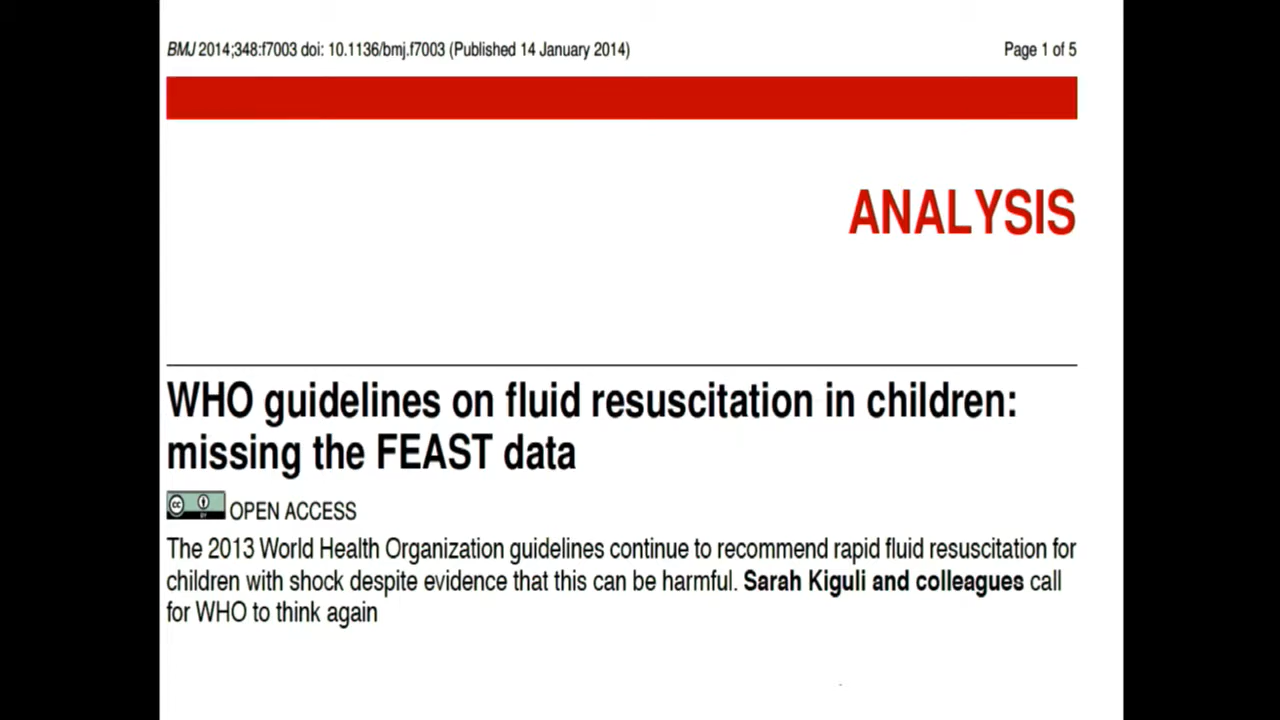 BMJ 2014;348:f7003 doi: 10.1136/bmj.f7003 (Published 14 January 2014) Page 1 of 5
ANALYSIS
WHO guidelines on fluid resuscitation in children:
missing the FEAST data
cc BY OPEN ACCESS
The 2013 World Health Organization guidelines continue to recommend rapid fluid resuscitation for
children with shock despite evidence that this can be harmful. Sarah Kiguli and colleagues call
for WHO to think again